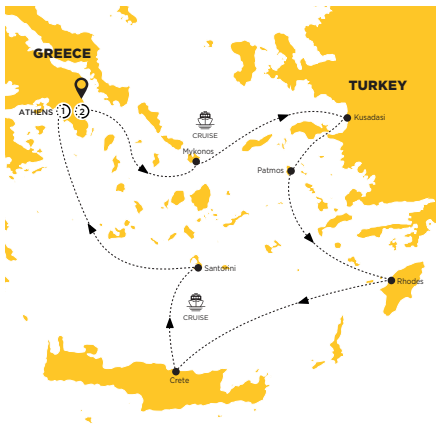 GREECE
TURKEY
ATHENS 1 2
Kusadasi
CRUISE
Mykonos
Patmos
Santorini
Rhodes
CRUISE
Crete